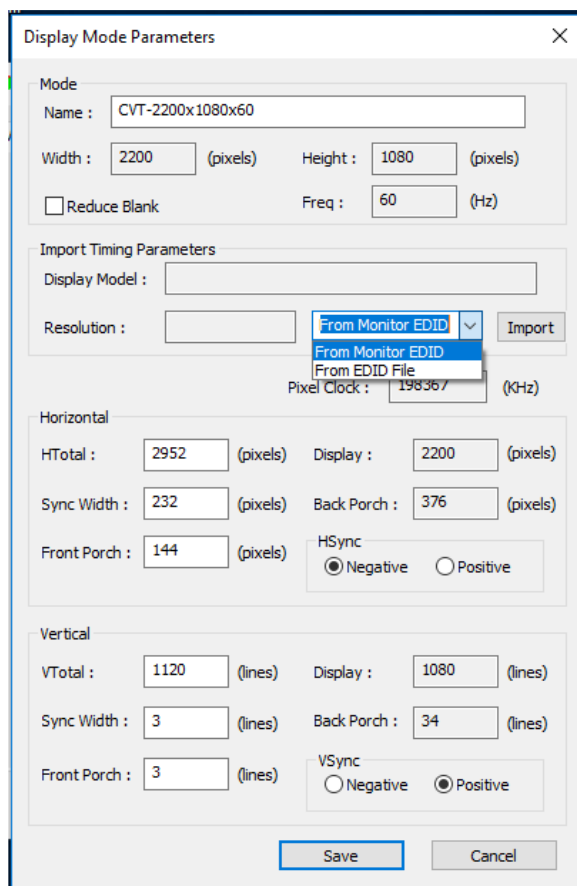 Display Mode Parameters
Mode
Name : CVT-2200x1080x60
Width : 2200 (pixels) Height : 1080 (pixels)
Reduce Blank Freq : 60 (Hz)
Import Timing Parameters
Display Model :
Resolution : From Monitor EDID Import
From Monitor EDID
From EDID File
Pixel Clock : 198367 (KHz)
Horizontal
HTotal : 2952 (pixels) Display : 2200 (pixels)
Sync Width : 232 (pixels) Back Porch : 376 (pixels)
Front Porch : 144 (pixels) HSync
Negative Positive
Vertical
VTotal : 1120 (lines) Display : 1080 (lines)
Sync Width : 3 (lines) Back Porch : 34 (lines)
Front Porch : 3 (lines) VSync
Negative Positive
Save Cancel